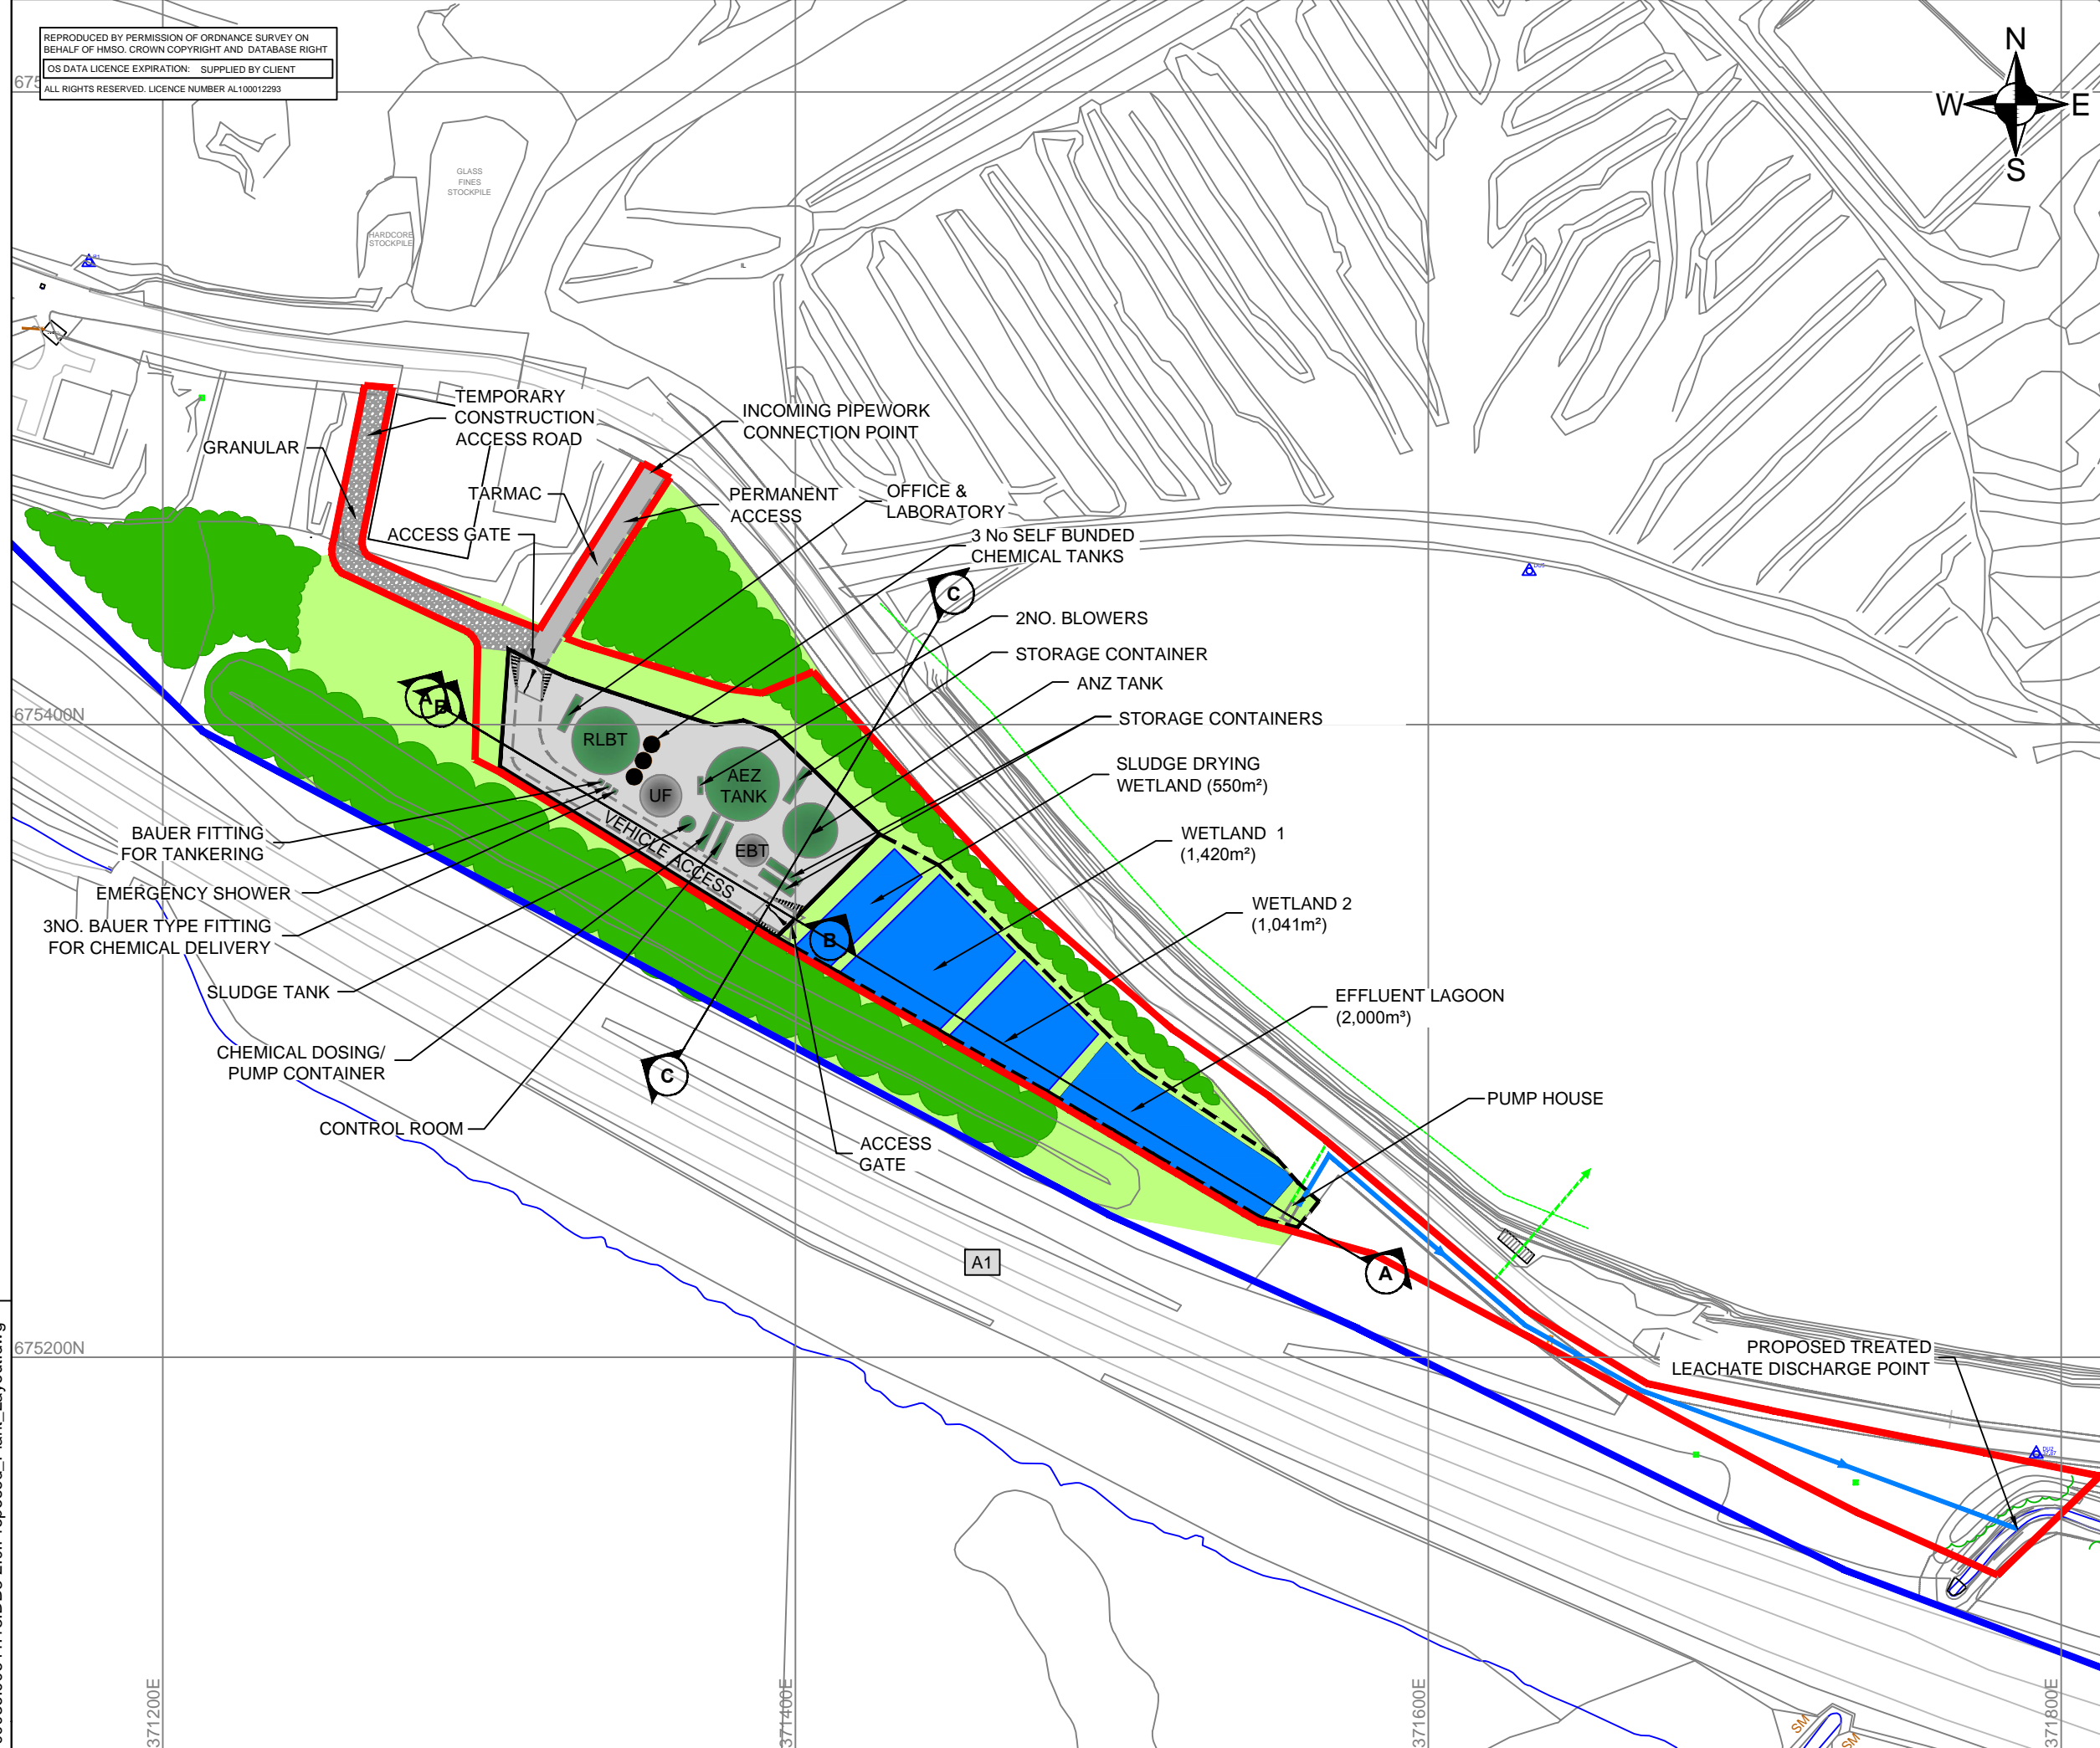 REPRODUCED BY PERMISSION OF ORDNANCE SURVEY ON
BEHALF OF HMSO. CROWN COPYRIGHT AND DATABASE RIGHT
OS DATA LICENCE EXPIRATION: SUPPLIED BY CLIENT
ALL RIGHTS RESERVED. LICENCE NUMBER AL100012293
N
W
E
S
GLASS
FINES
STOCKPILE
HARDCORE
STOCKPILE
TEMPORARY
CONSTRUCTION
ACCESS ROAD
GRANULAR
INCOMING PIPEWORK
CONNECTION POINT
TARMAC
PERMANENT
ACCESS
ACCESS GATE
OFFICE &
LABORATORY
3 No SELF BUNDED
CHEMICAL TANKS
C
2NO. BLOWERS
STORAGE CONTAINER
ANZ TANK
STORAGE CONTAINERS
675400N
A
B
RLBT
AEZ
TANK
UF
EBT
VEHICLE ACCESS
SLUDGE DRYING
WETLAND (550m²)
WETLAND 1
(1,420m²)
WETLAND 2
(1,041m²)
BAUER FITTING
FOR TANKERING
EMERGENCY SHOWER
3NO. BAUER TYPE FITTING
FOR CHEMICAL DELIVERY
B
SLUDGE TANK
EFFLUENT LAGOON
(2,000m³)
CHEMICAL DOSING/
PUMP CONTAINER
C
CONTROL ROOM
ACCESS
GATE
PUMP HOUSE
A1
A
675200N
PROPOSED TREATED
LEACHATE DISCHARGE POINT
371200E
371400E
371600E
371800E
SM
SM